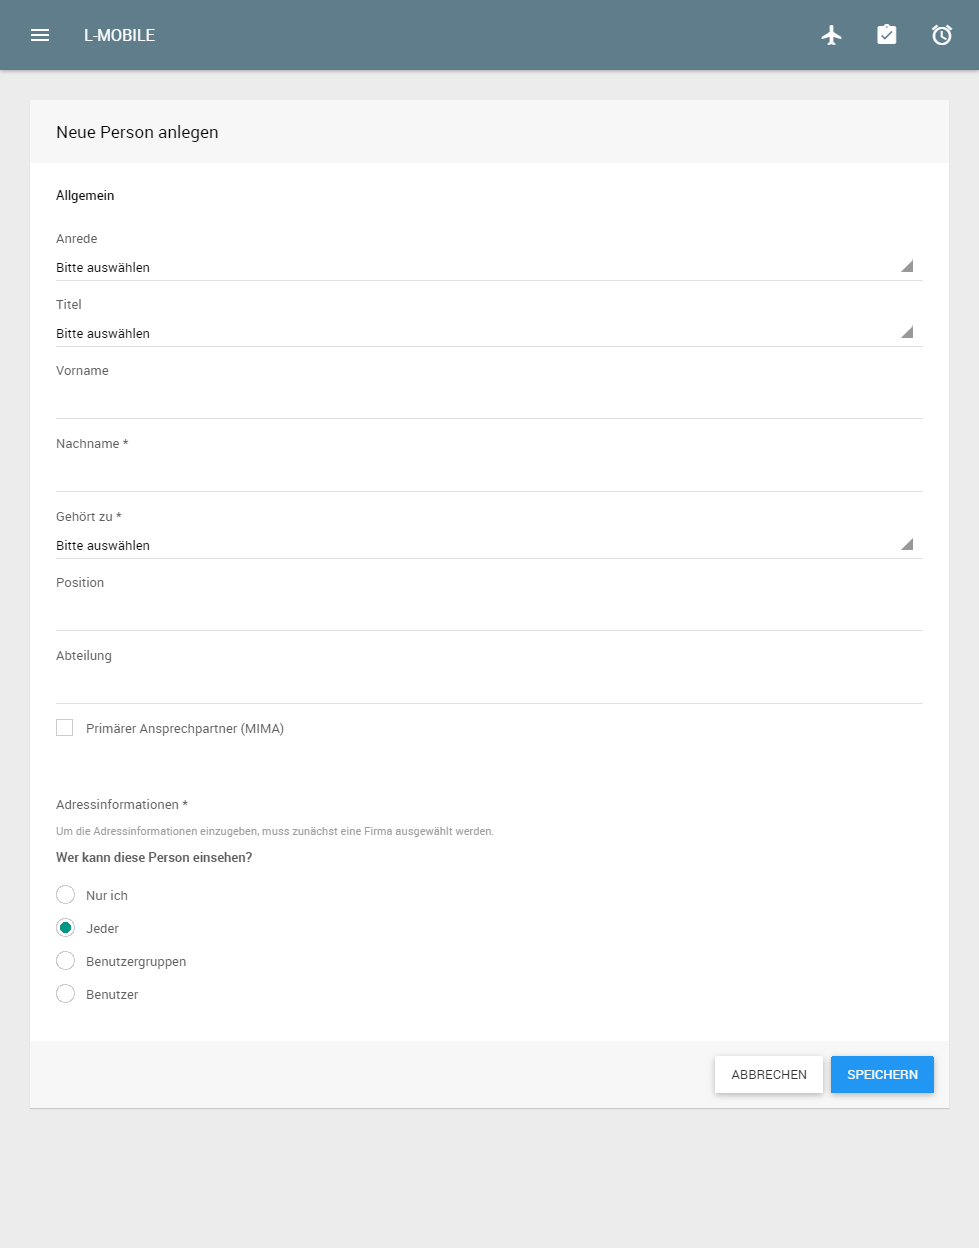 L-MOBILE
Neue Person anlegen
Allgemein
Anrede
Bitte auswählen
Titel
Bitte auswählen
Vorname
Nachname *
Gehört zu *
Bitte auswählen
Position
Abteilung
Primärer Ansprechpartner (MIMA)
Adressinformationen *
Um die Adressinformationen einzugeben, muss zunächst eine Firma ausgewählt werden.
Wer kann diese Person einsehen?
Nur ich
Jeder
Benutzergruppen
Benutzer
ABBRECHEN SPEICHERN